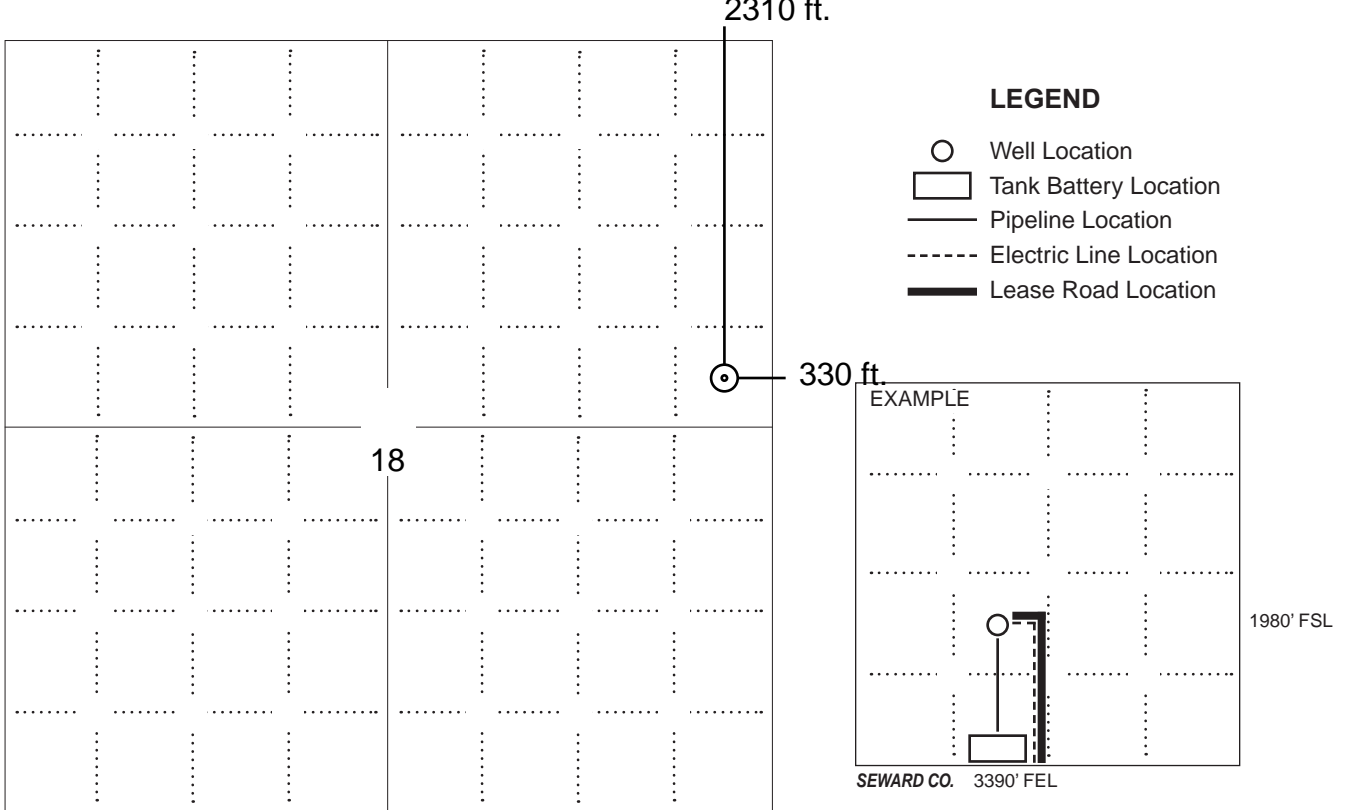 2310 ft.
LEGEND
Well Location
Tank Battery Location
Pipeline Location
Electric Line Location
Lease Road Location
330 ft.
EXAMPLE
18
1980' FSL
SEWARD CO. 3390' FEL